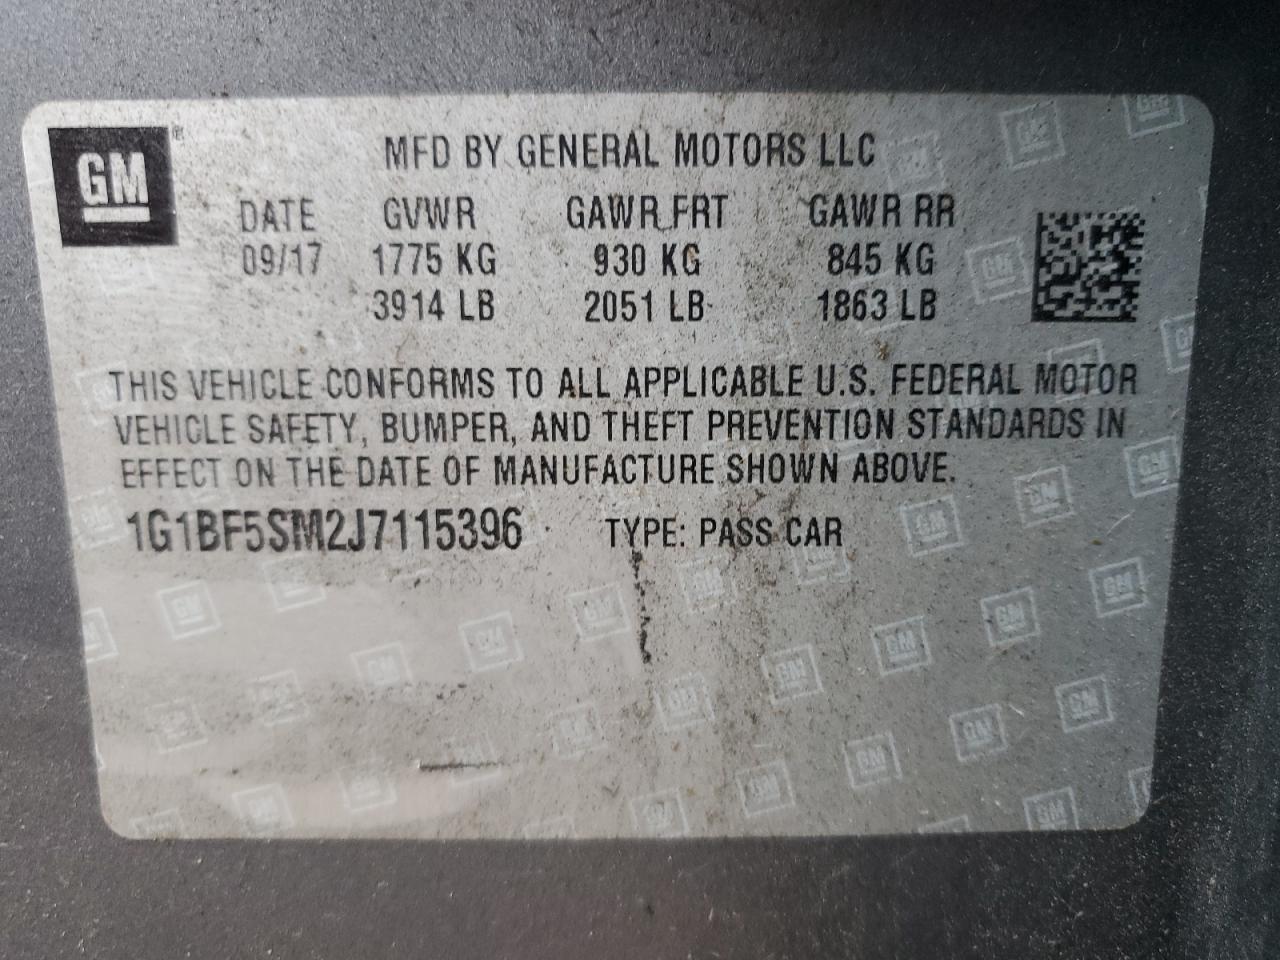 GM
MFD BY GENERAL MOTORS LLC
DATE GVWR GAWR FRT GAWR RR
09/17 1775 KG 930 KG 845 KG
3914 LB 2051 LB 1863 LB
THIS VEHICLE CONFORMS TO ALL APPLICABLE U.S. FEDERAL MOTOR
VEHICLE SAFETY, BUMPER, AND THEFT PREVENTION STANDARDS IN
EFFECT ON THE DATE OF MANUFACTURE SHOWN ABOVE.
1G1BF5SM2J7115396 TYPE: PASS CAR